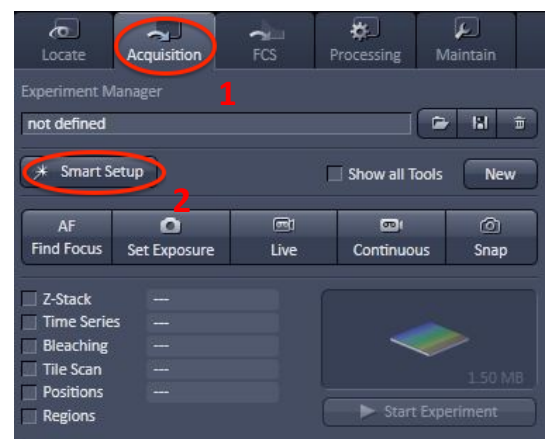 Locate Acquisition FCS Processing Maintain
Experiment Manager
1
not defined
Smart Setup Show all Tools New
2
AF
Find Focus Set Exposure Live Continuous Snap
Z-Stack ---
Time Series ---
Bleaching ---
Tile Scan ---
Positions ---
Regions
1.50 MB
Start Experiment